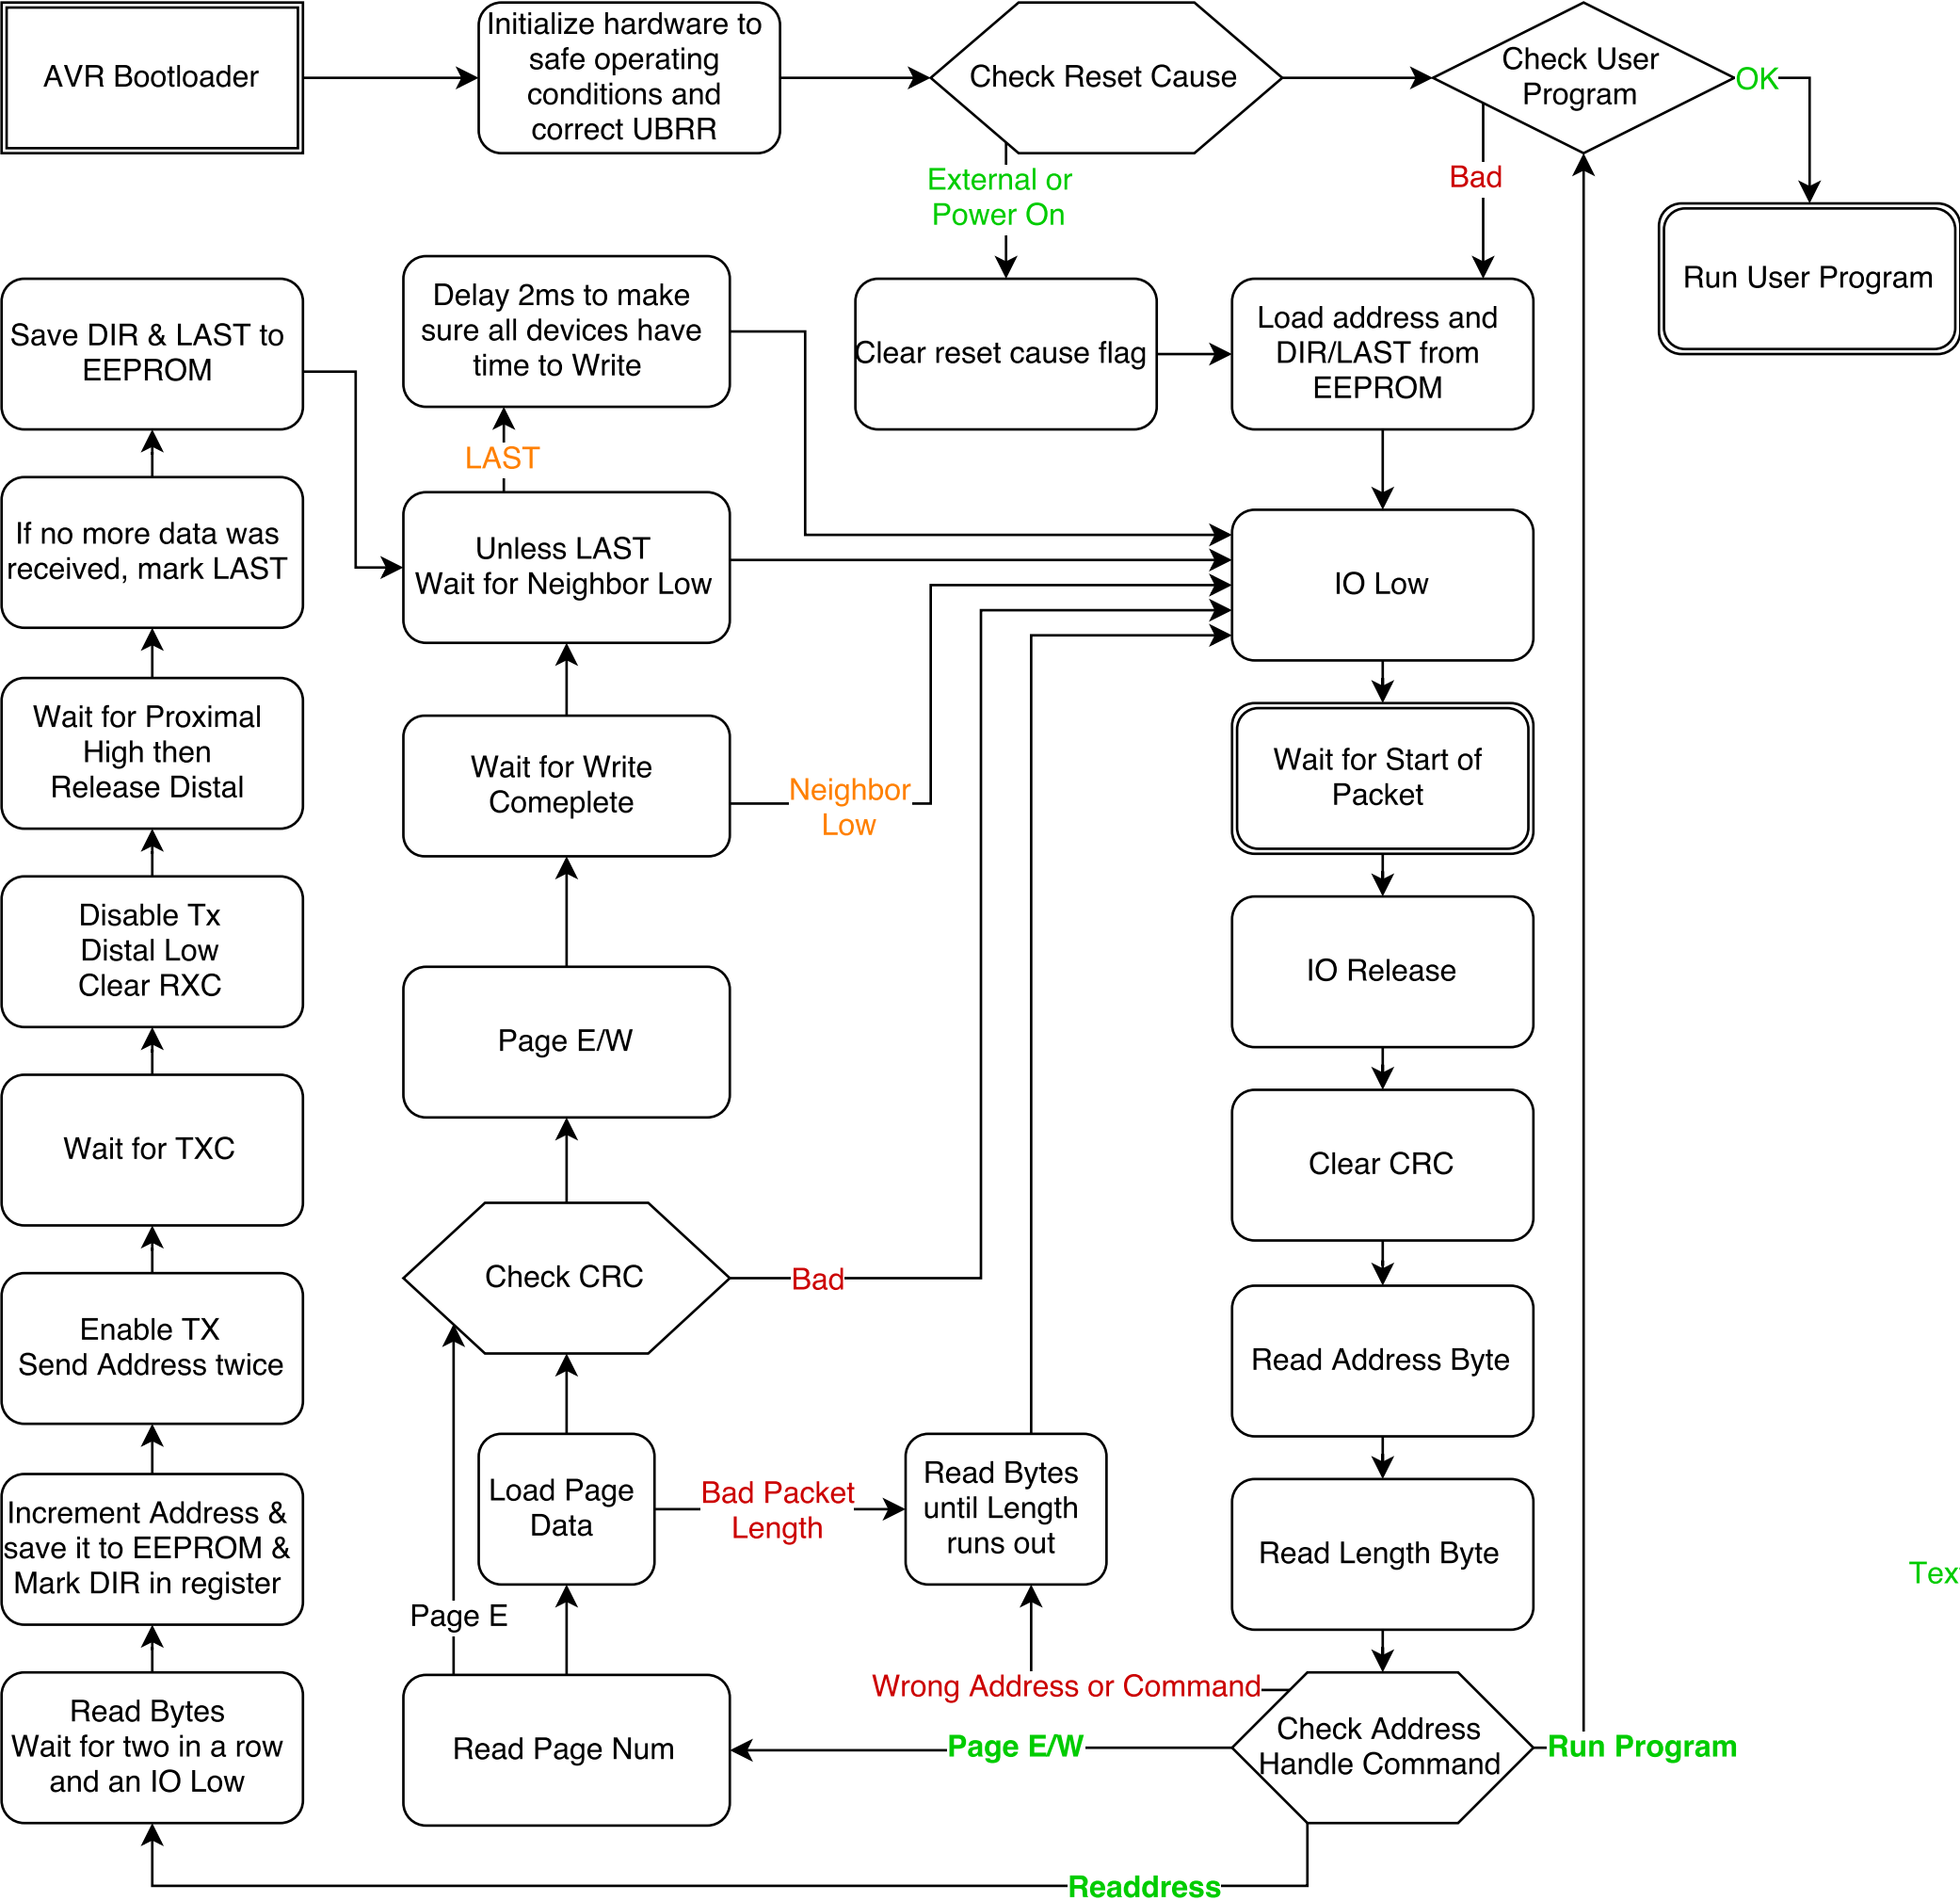 AVR Bootloader
Initialize hardware to
safe operating
conditions and
correct UBRR
Check Reset Cause
Check User
Program
OK
External or
Power On
Bad
Run User Program
Save DIR & LAST to
EEPROM
Delay 2ms to make
sure all devices have
time to Write
Clear reset cause flag
Load address and
DIR/LAST from
EEPROM
LAST
If no more data was
received, mark LAST
Unless LAST
Wait for Neighbor Low
IO Low
Wait for Proximal
High then
Release Distal
Wait for Write
Comeplete
Neighbor
Low
Wait for Start of
Packet
Disable Tx
Distal Low
Clear RXC
Page E/W
IO Release
Wait for TXC
Clear CRC
Enable TX
Send Address twice
Check CRC
Bad
Read Address Byte
Increment Address &
save it to EEPROM &
Mark DIR in register
Load Page
Data
Bad Packet
Length
Read Bytes
until Length
runs out
Read Length Byte
Tex
Page E
Wrong Address or Command
Read Bytes
Wait for two in a row
and an IO Low
Read Page Num
Page E/W
Check Address
Handle Command
Run Program
Readdress